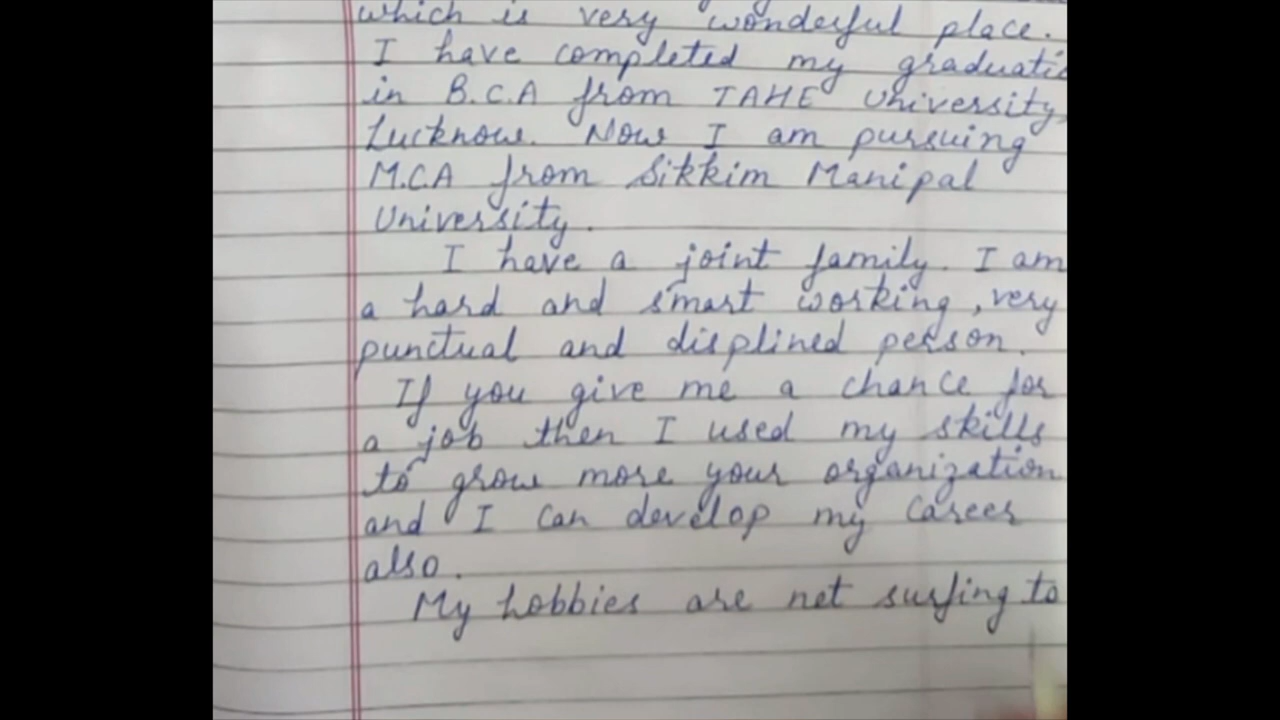 which is very wonderful place.
I have completed my graduatio
in B.C.A from IAHE University,
Lucknow. Now I am pursuing
M.C.A from Sikkim Manipal
University.
I have a joint family. I am
a hard and smart working, very
punctual and displined person.
If you give me a chance for
a job then I used my skills
to grow more your organization
and I can develop my career
also.
My hobbies are net surfing to